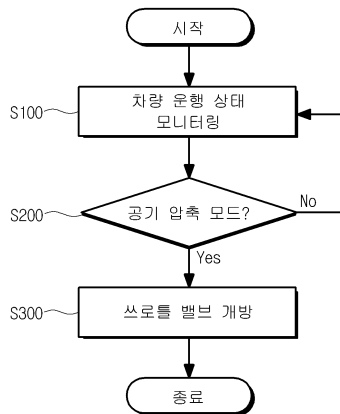 시작
S100
차량 운행 상태
모니터링
S200
공기 압축 모드?
No
Yes
S300
쓰로틀 밸브 개방
종료